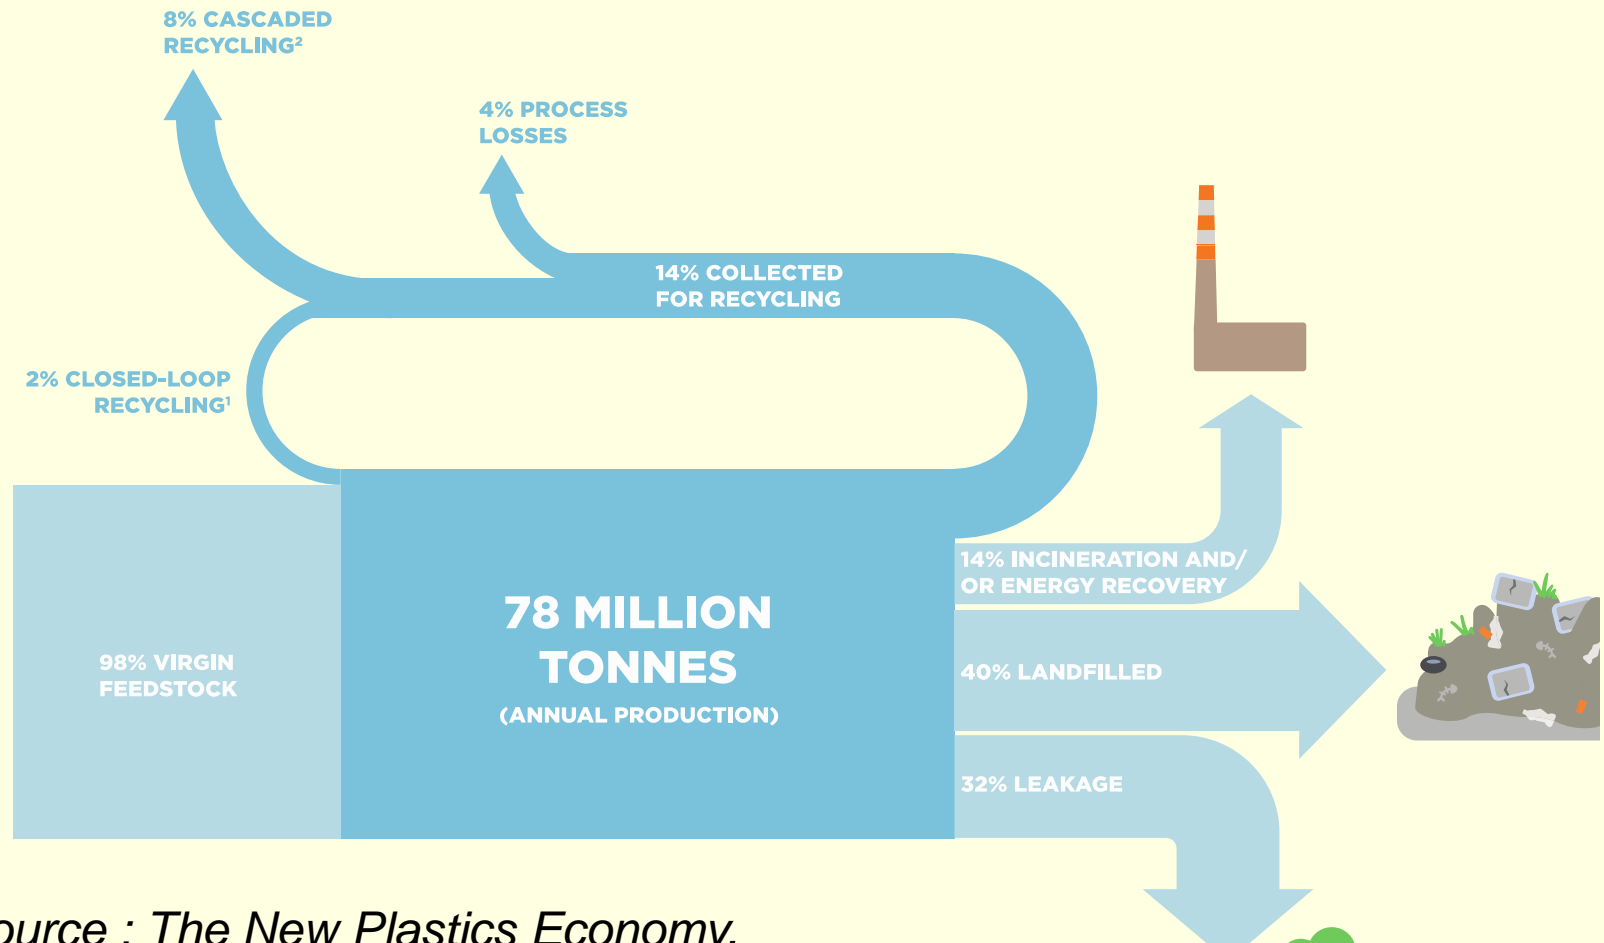 8% CASCADED
RECYCLING²
4% PROCESS
LOSSES
14% COLLECTED
FOR RECYCLING
2% CLOSED-LOOP
RECYCLING¹
14% INCINERATION AND/
OR ENERGY RECOVERY
78 MILLION
TONNES
(ANNUAL PRODUCTION)
98% VIRGIN
FEEDSTOCK
40% LANDFILLED
32% LEAKAGE
ource : The New Plastics Economy.